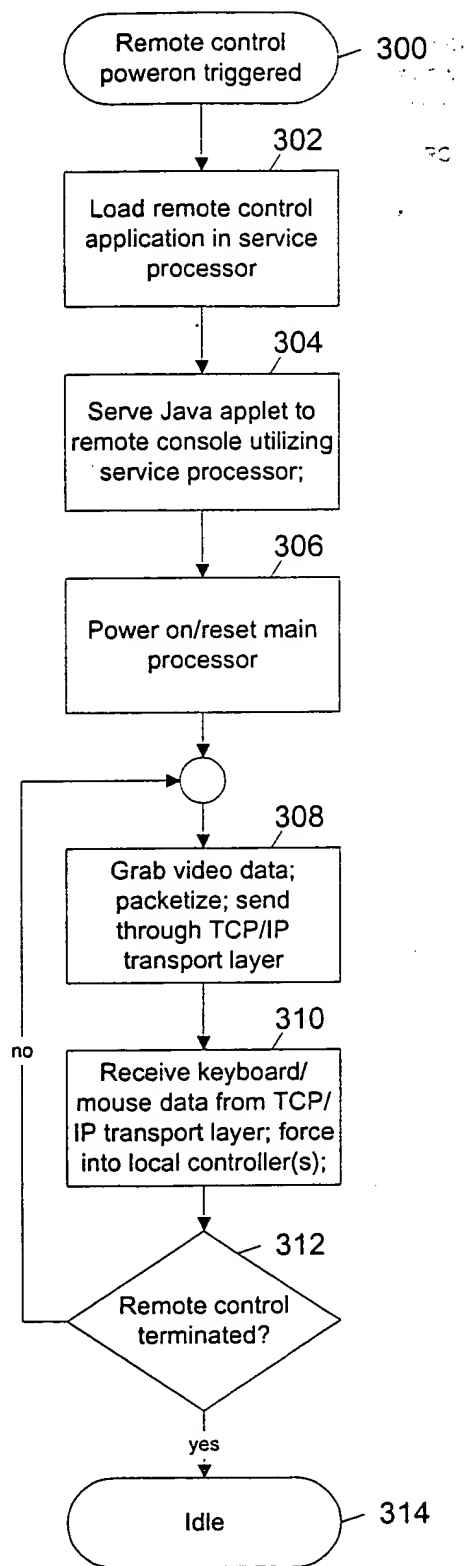 Remote control
poweron triggered
300
302
Load remote control
application in service
processor
304
Serve Java applet to
remote console utilizing
service processor;
306
Power on/reset main
processor
308
Grab video data;
packetize; send
through TCP/IP
transport layer
310
Receive keyboard/
mouse data from TCP/
IP transport layer; force
into local controller(s);
no
312
Remote control
terminated?
yes
Idle
314